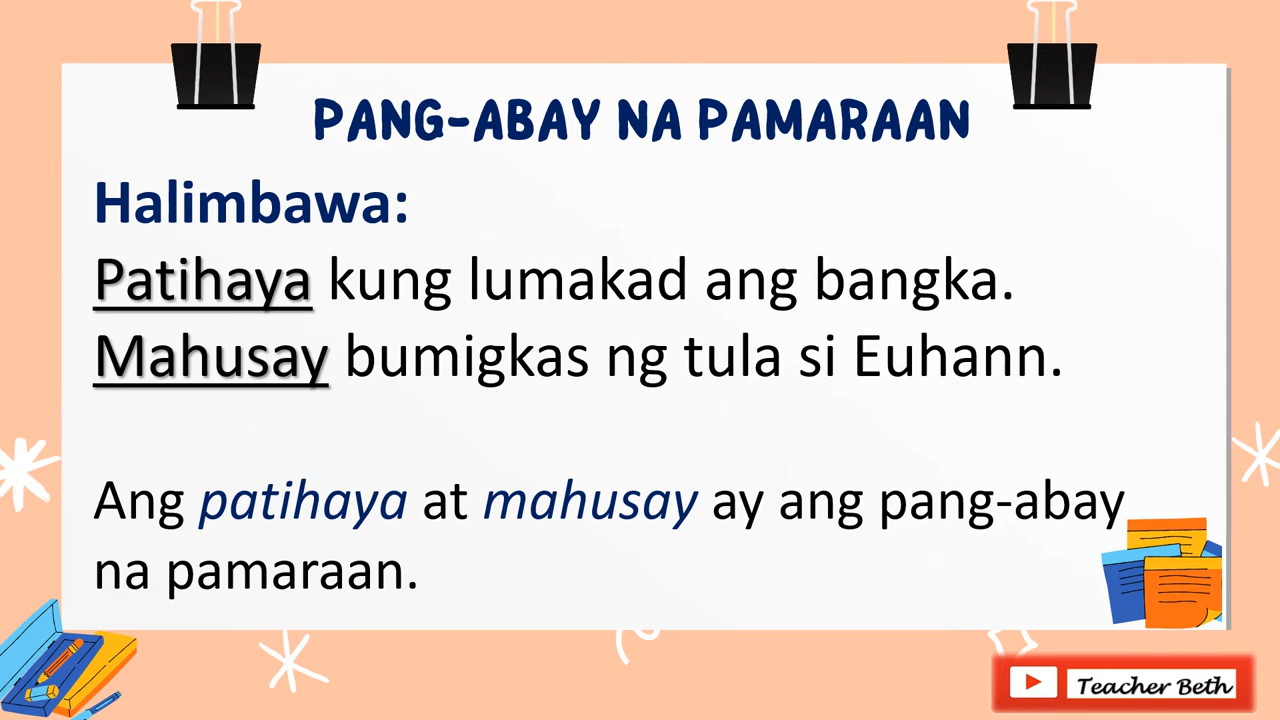 PANG-ABAY NA PAMARAAN
Halimbawa:
Patihaya kung lumakad ang bangka.
Mahusay bumigkas ng tula si Euhann.
Ang patihaya at mahusay ay ang pang-abay
na pamaraan.
Teacher Beth